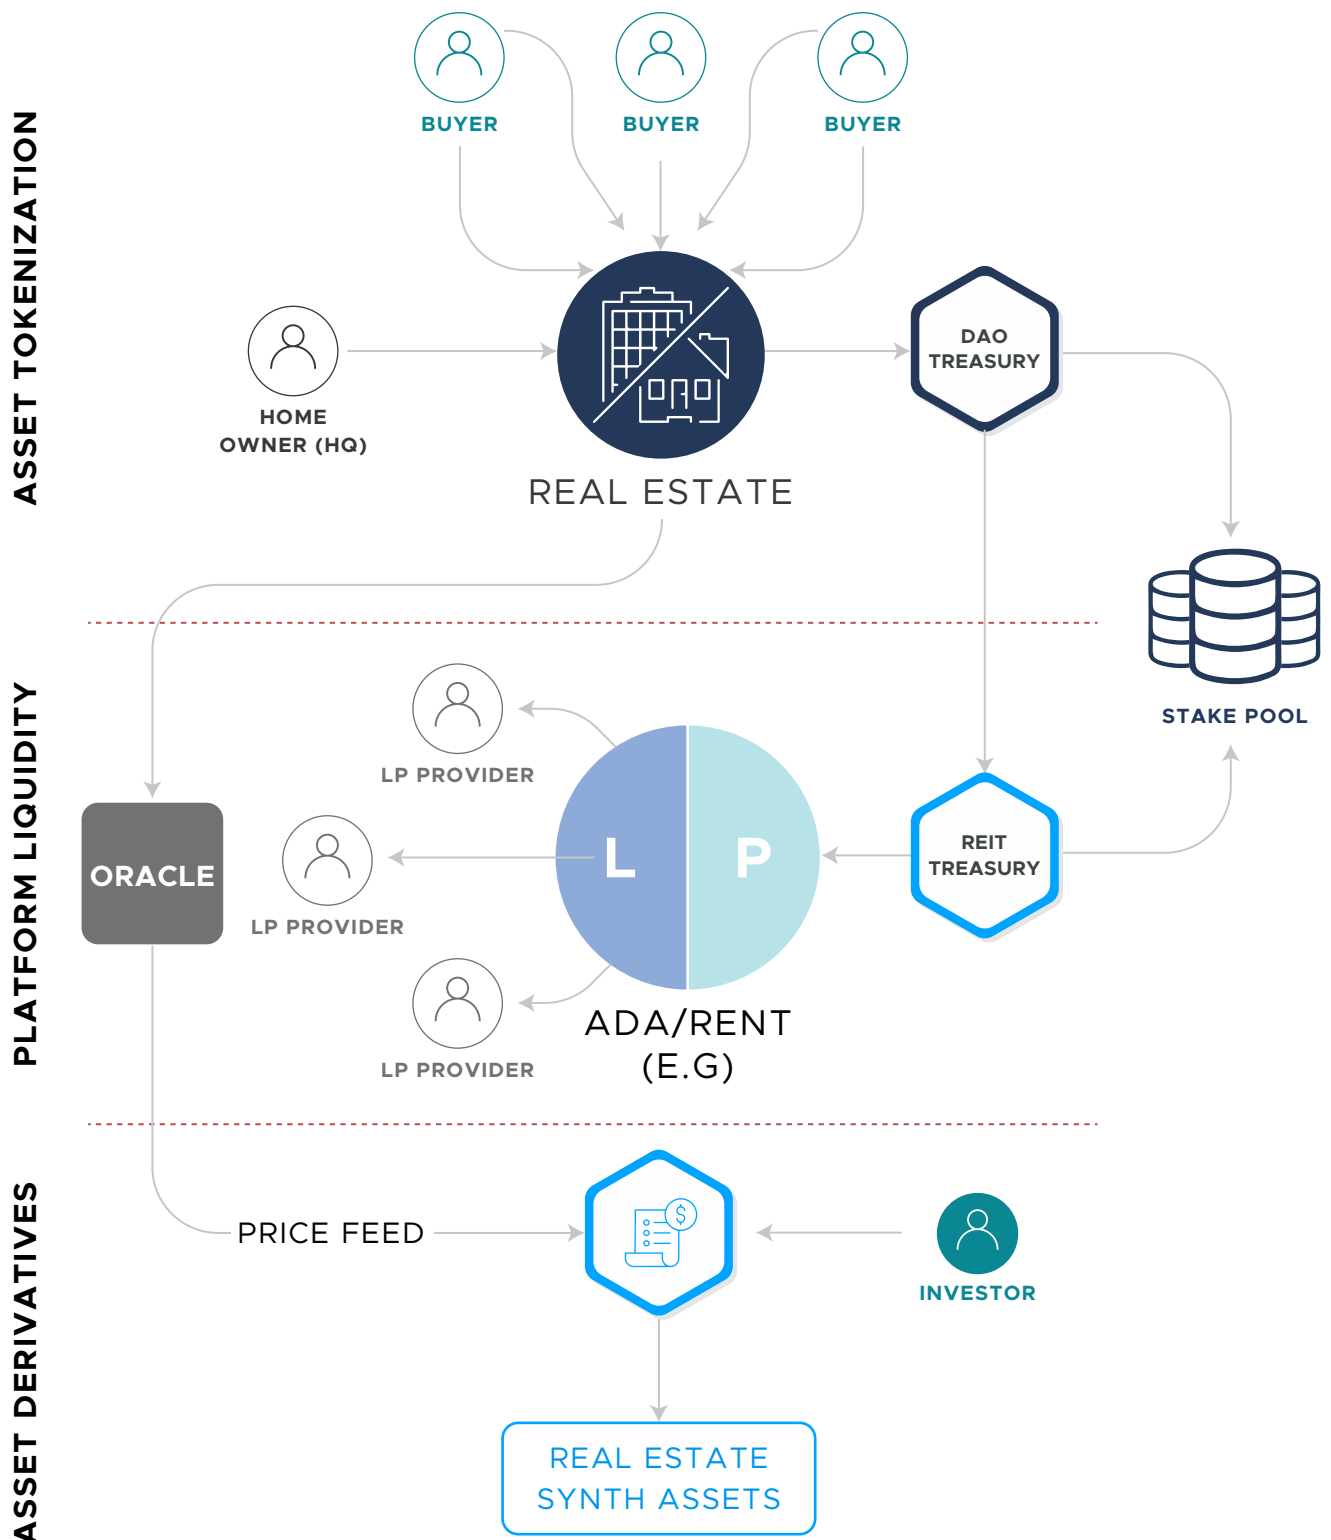 ASSET TOKENIZATION
BUYER
BUYER
BUYER
HOME
OWNER (HQ)
REAL ESTATE
DAO
TREASURY
STAKE POOL
PLATFORM LIQUIDITY
ORACLE
LP PROVIDER
LP PROVIDER
LP PROVIDER
L P
ADA/RENT
(E.G)
REIT
TREASURY
ASSET DERIVATIVES
PRICE FEED
$
INVESTOR
REAL ESTATE
SYNTH ASSETS